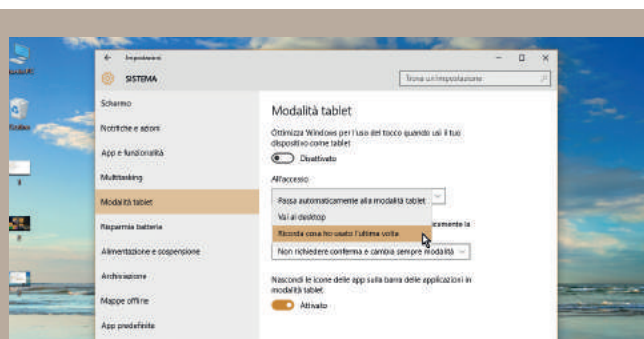 Impostazioni
SISTEMA
Trova un'impostazione
Schermo
Notifiche e azioni
App e funzionalità
Multitasking
Modalità tablet
Risparmia batteria
Alimentazione e sospensione
Archiviazione
Mappe offline
App predefinite
Modalità tablet
Ottimizza Windows per l'uso del tocco quando usi il tuo
dispositivo come tablet
Disattivato
All'accesso
Passa automaticamente alla modalità tablet
Vai al desktop
Ricorda cosa ho usato l'ultima volta
icamente la
Non richiedere conferma e cambia sempre modalità
Nascondi le icone delle app sulla barra delle applicazioni in
modalità tablet
Attivato